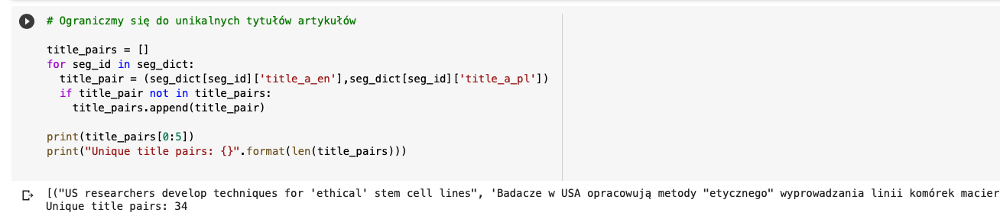 # Ograniczmy się do unikalnych tytułów artykułów
title_pairs = []
for seg_id in seg_dict:
  title_pair = (seg_dict[seg_id]['title_a_en'],seg_dict[seg_id]['title_a_pl'])
  if title_pair not in title_pairs:
    title_pairs.append(title_pair)
print(title_pairs[0:5])
print("Unique title pairs: {}".format(len(title_pairs)))
[("US researchers develop techniques for 'ethical' stem cell lines", 'Badacze w USA opracowują metody "etycznego" wyprowadzania linii komórek macier
Unique title pairs: 34